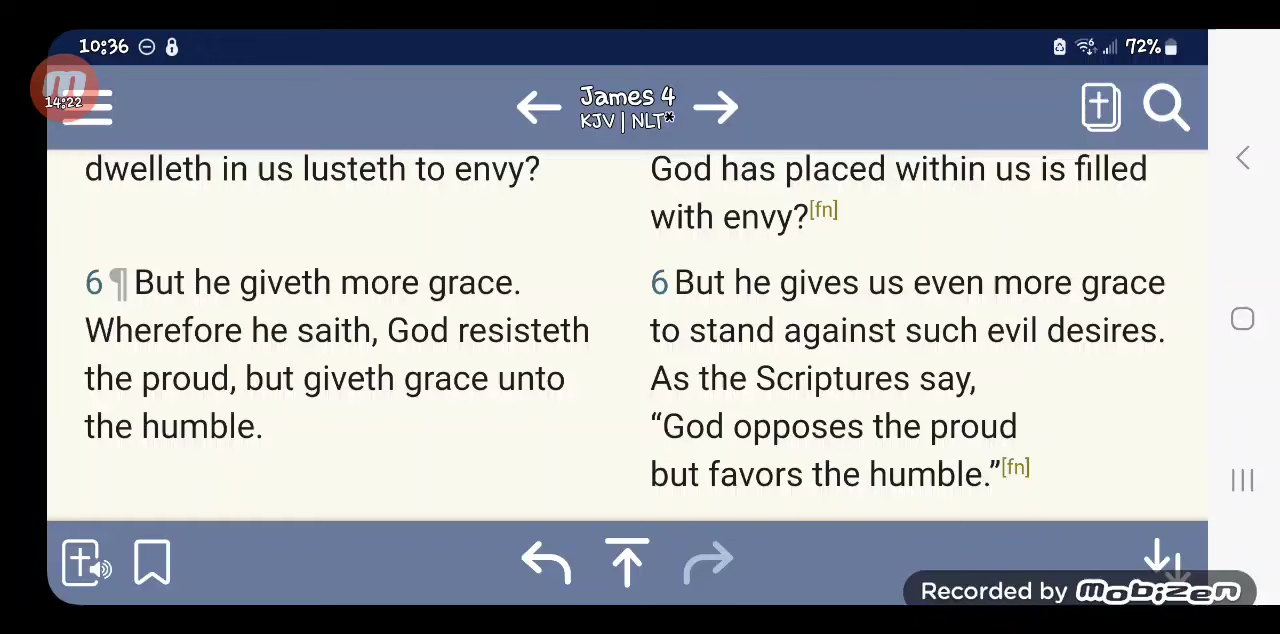 10:36
72%
14:22
James 4
KJV | NLT*
dwelleth in us lusteth to envy?
6 ¶ But he giveth more grace.
Wherefore he saith, God resisteth
the proud, but giveth grace unto
the humble.
God has placed within us is filled
with envy?[fn]
6 But he gives us even more grace
to stand against such evil desires.
As the Scriptures say,
“God opposes the proud
but favors the humble.”[fn]
Recorded by Mobizen